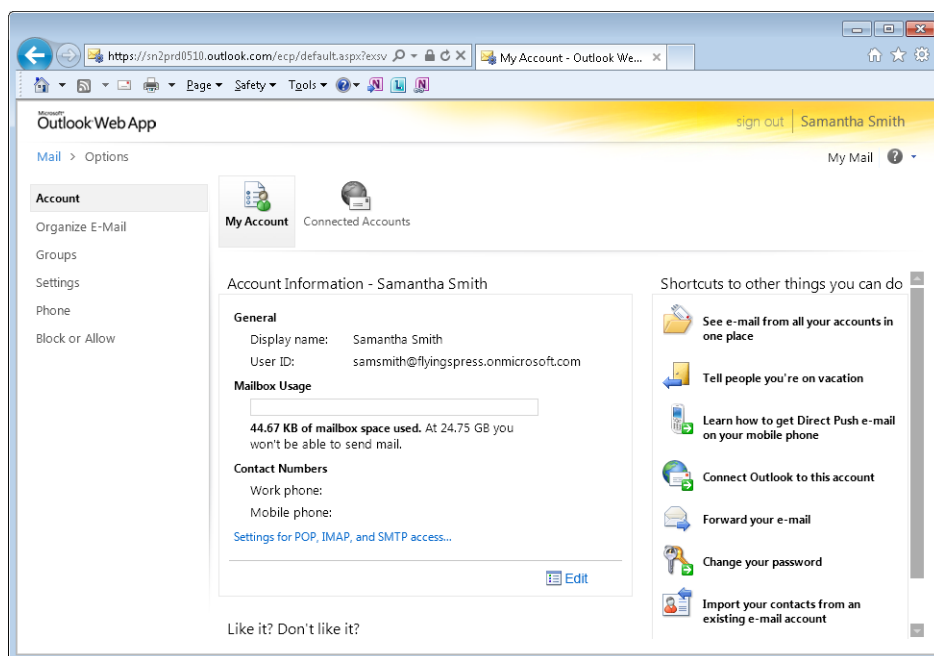 https://sn2prd0510.outlook.com/ecp/default.aspx?exsv
My Account - Outlook We...
Page Safety Tools
Microsoft
Outlook Web App
sign out Samantha Smith
Mail > Options
My Mail
Account
Organize E-Mail
Groups
Settings
Phone
Block or Allow
My Account
Connected Accounts
Account Information - Samantha Smith
General
Display name: Samantha Smith
User ID: samsmith@flyingspress.onmicrosoft.com
Mailbox Usage
44.67 KB of mailbox space used. At 24.75 GB you
won't be able to send mail.
Contact Numbers
Work phone:
Mobile phone:
Settings for POP, IMAP, and SMTP access...
Edit
Like it? Don't like it?
Shortcuts to other things you can do
See e-mail from all your accounts in
one place
Tell people you're on vacation
Learn how to get Direct Push e-mail
on your mobile phone
Connect Outlook to this account
Forward your e-mail
Change your password
Import your contacts from an
existing e-mail account